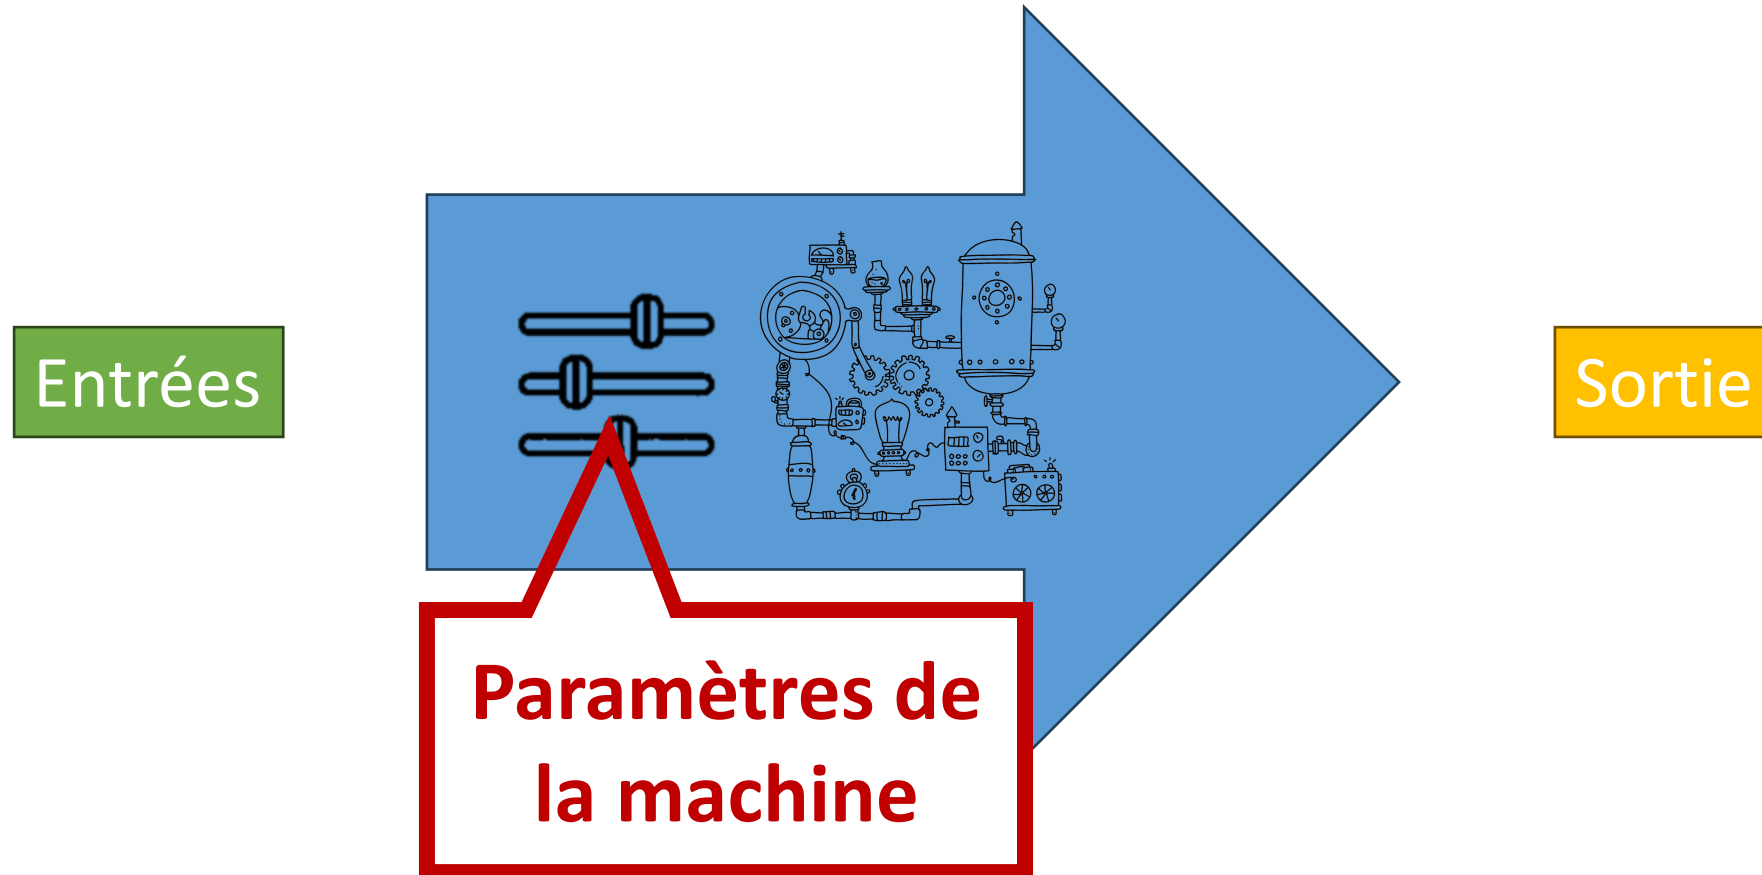 Entrées
Sortie
Paramètres de
la machine